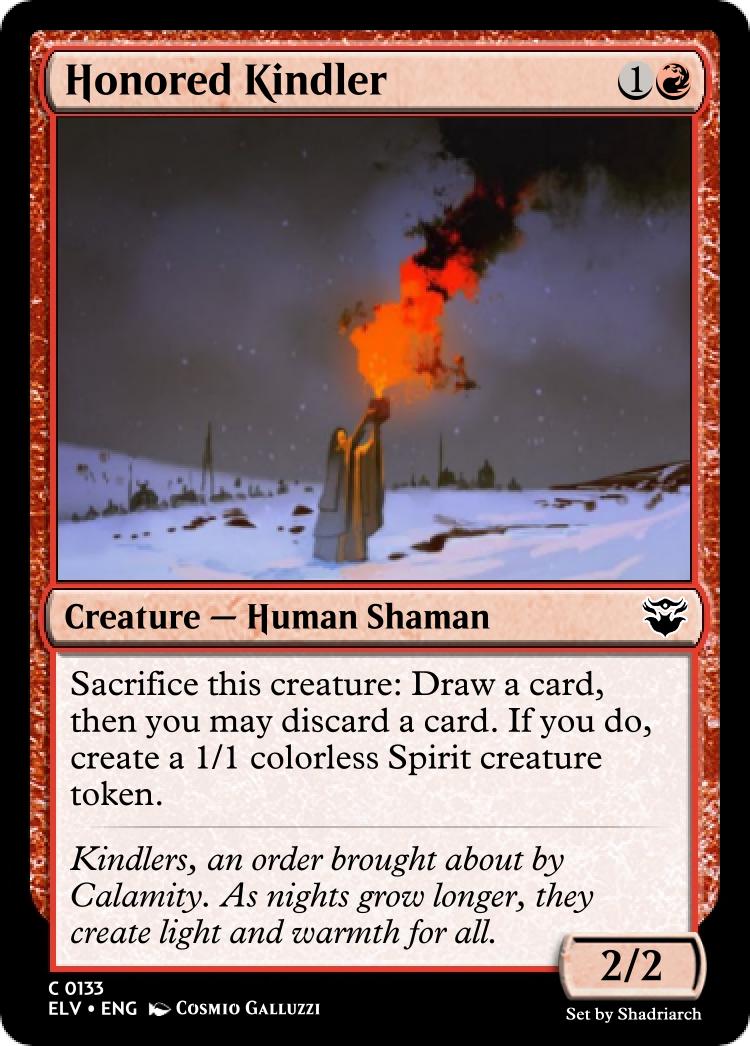 Honored Kindler 1
Creature — Human Shaman
Sacrifice this creature: Draw a card,
then you may discard a card. If you do,
create a 1/1 colorless Spirit creature
token.
Kindlers, an order brought about by
Calamity. As nights grow longer, they
create light and warmth for all.
2/2
C 0133
ELV • ENG Cosmio Galluzzi
Set by Shadriarch